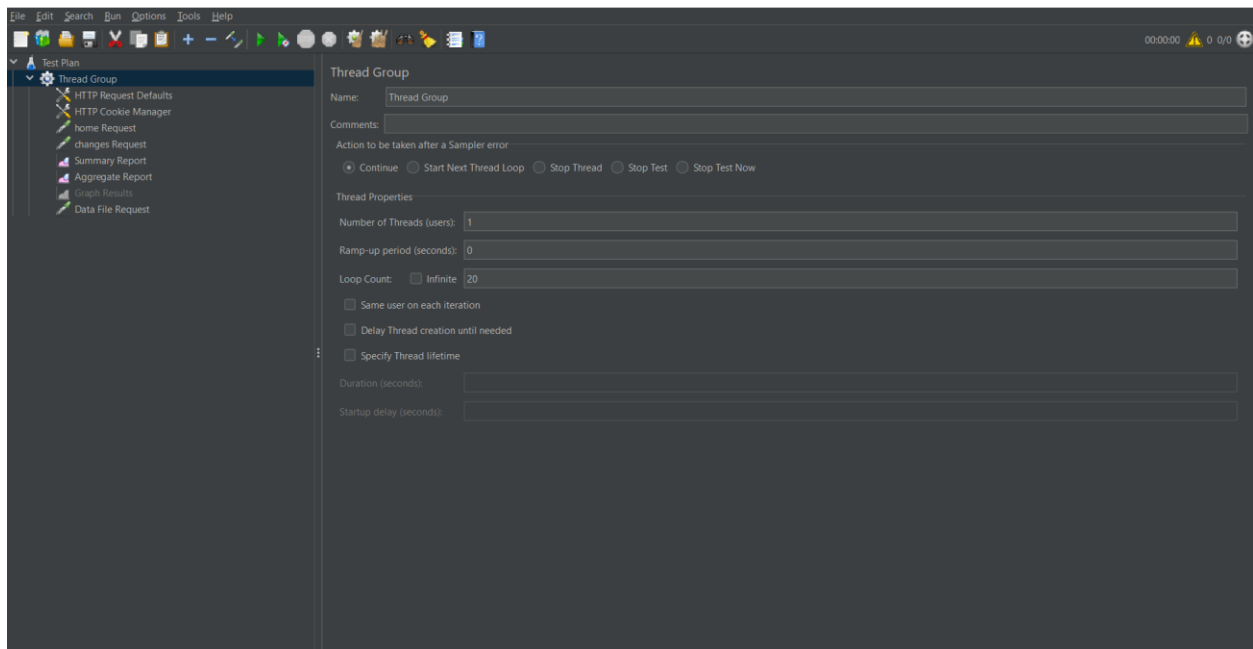 File Edit Search Run Options Tools Help
00:00:00 0 0/0
Test Plan
Thread Group
HTTP Request Defaults
HTTP Cookie Manager
home Request
changes Request
Summary Report
Aggregate Report
Graph Results
Data File Request
Thread Group
Name: Thread Group
Comments:
Action to be taken after a Sampler error
Continue Start Next Thread Loop Stop Thread Stop Test Stop Test Now
Thread Properties
Number of Threads (users): 1
Ramp-up period (seconds): 0
Loop Count: Infinite 20
Same user on each iteration
Delay Thread creation until needed
Specify Thread lifetime
Duration (seconds):
Startup delay (seconds):